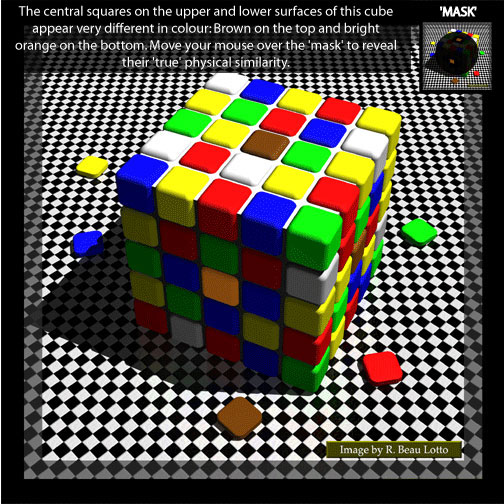 The central squares on the upper and lower surfaces of this cube
appear very different in colour: Brown on the top and bright
orange on the bottom. Move your mouse over the 'mask' to reveal
their 'true' physical similarity.
'MASK'
Image by R. Beau Lotto